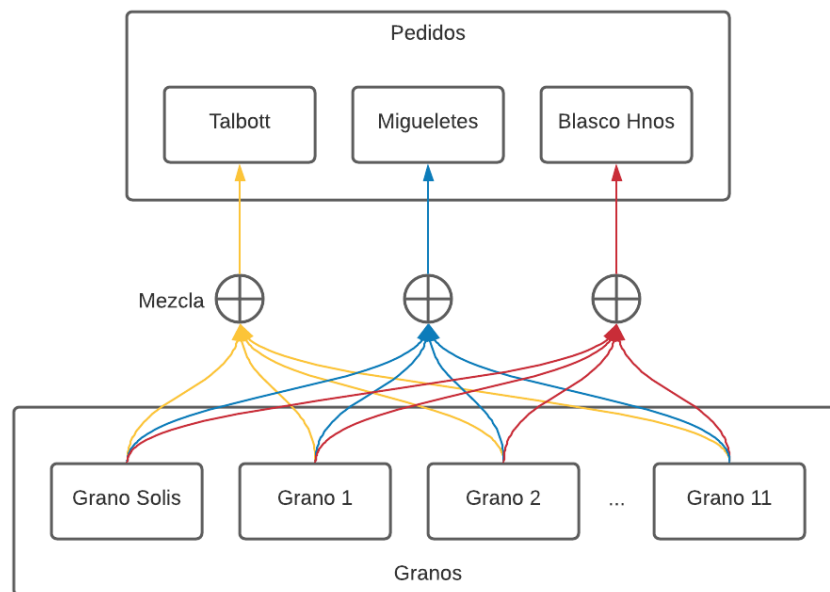 Pedidos
Talbott
Migueletes
Blasco Hnos
Mezcla
Grano Solis
Grano 1
Grano 2
...
Grano 11
Granos